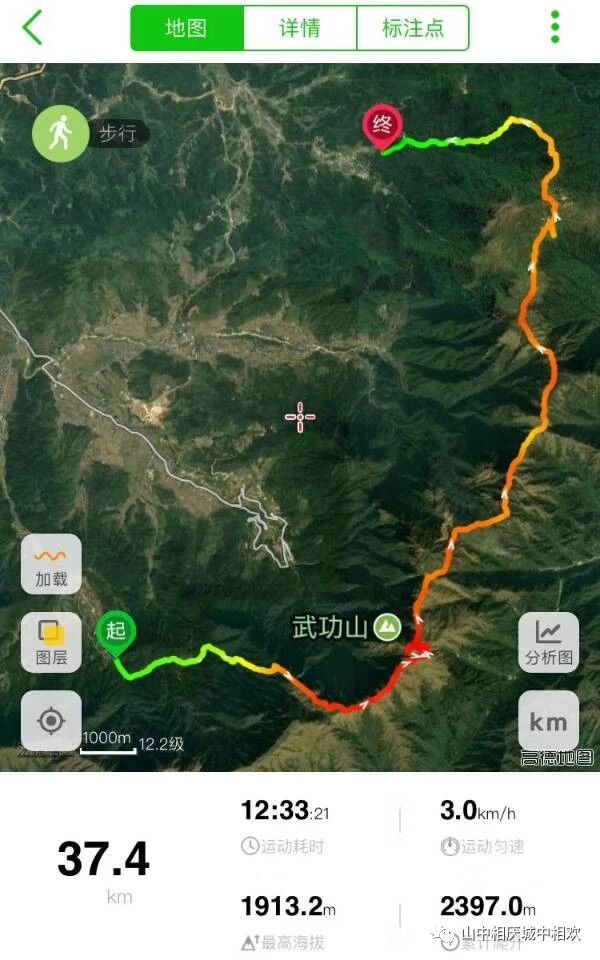 地图
详情
标注点
步行
终
加载
起
武功山
图层
分析图
km
1000m
12.2级
高德地图
37.4
km
12:33:21
运动耗时
3.0km/h
运动匀速
1913.2m
最高海拔
2397.0m
累计爬升
山中相厌城中相欢